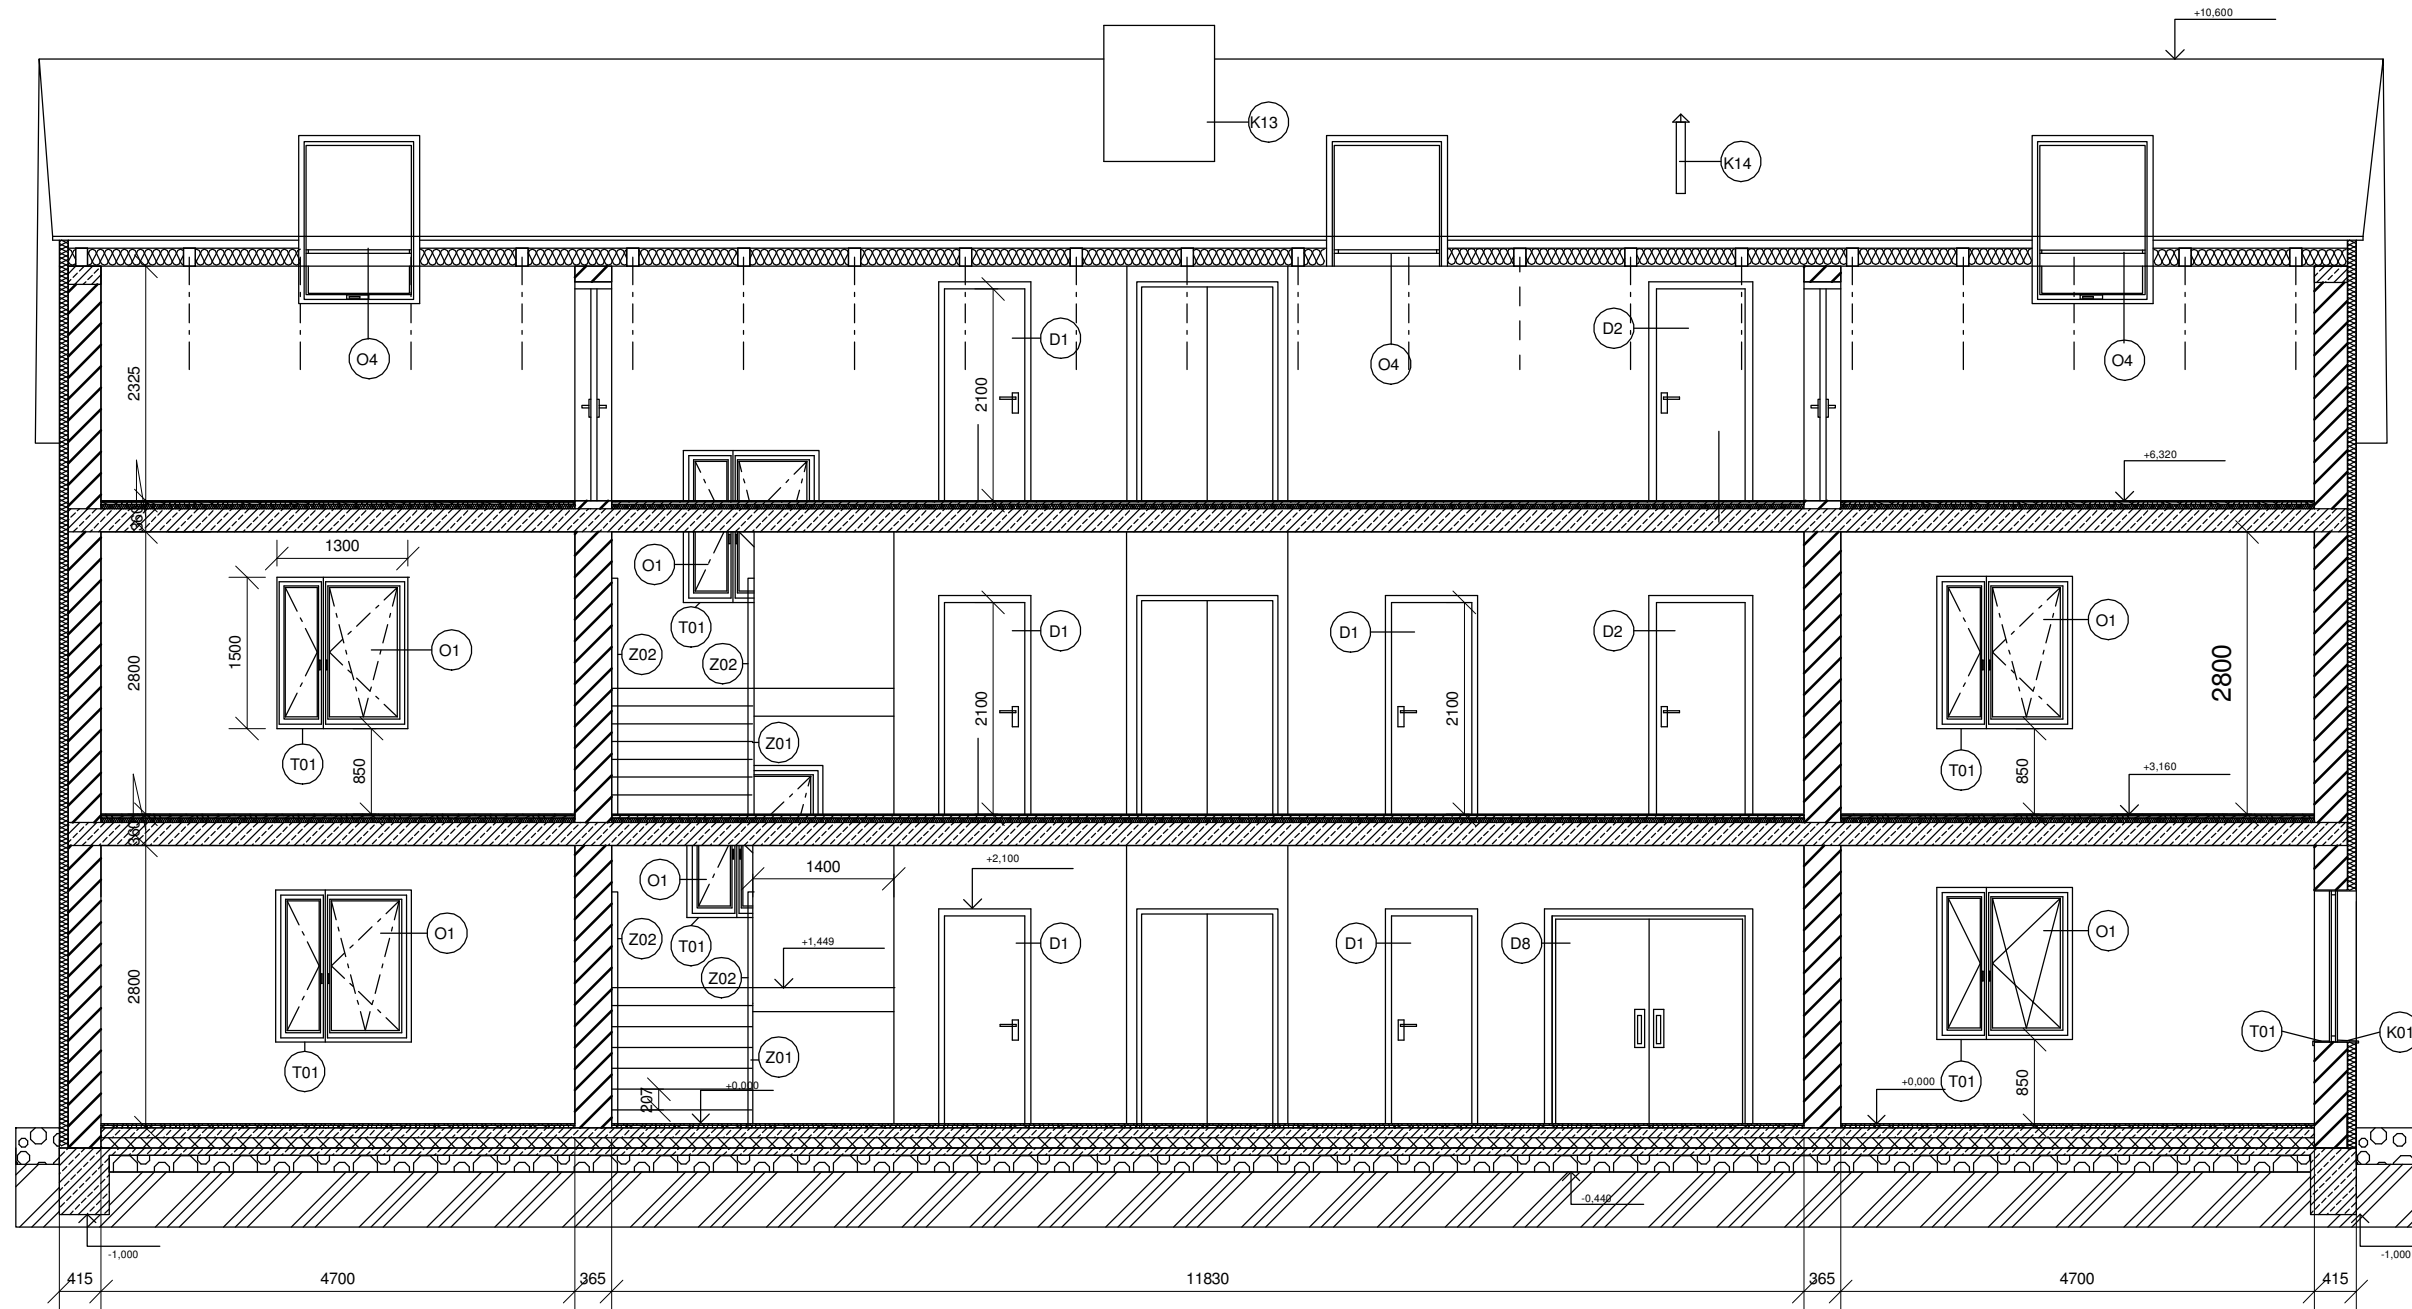 +10,600
K13
K14
O4
O4
O4
D1
D2
2325
2100
+6,320
360
1300
O1
T01
1500
O1
2800
T01
850
Z02
Z02
Z01
D1
2100
D1
2100
D2
O1
T01
850
2800
+3,160
360
O1
1400
+2,100
O1
T01
2800
Z02
T01
Z02
+1,449
Z01
207
+0,000
D1
D1
D8
O1
T01
850
+0,000
T01
K01
-0,440
-1,000
-1,000
415
4700
365
11830
365
4700
415